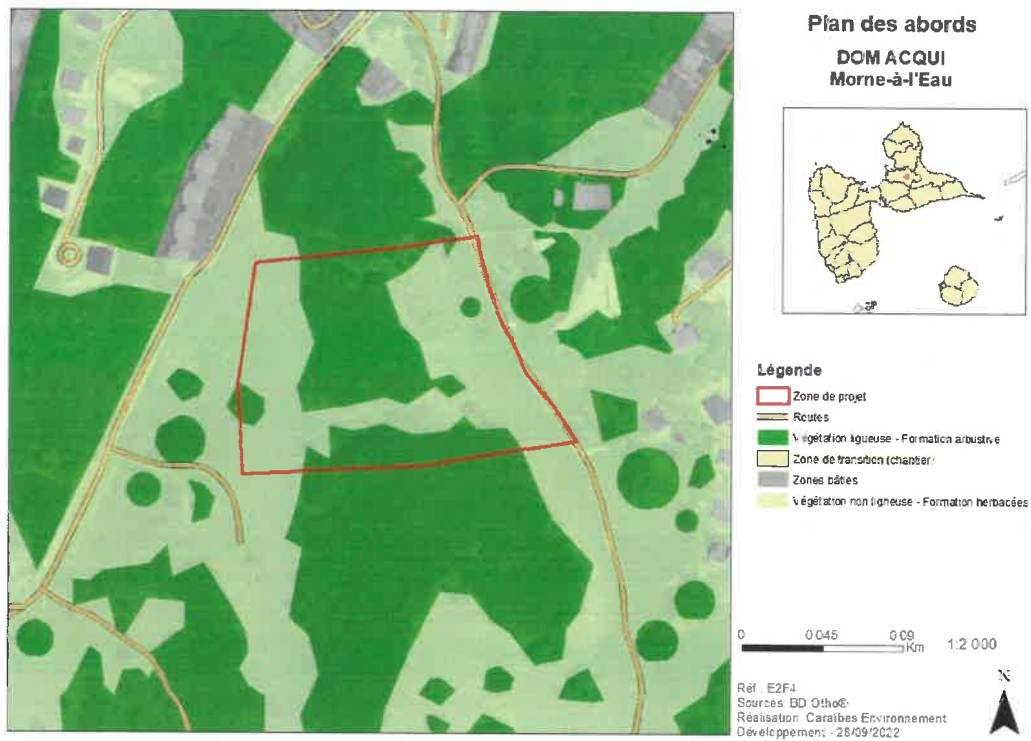 Plan des abords
DOM ACQUI
Morne-à-l'Eau
Légende
Zone de projet
Routes
Végétation ligueuse - Formation arbustive
Zone de transition (chantier)
Zones bâties
Végétation non ligneuse - Formation herbacées
0 0.045 0.09
Km 1:2 000
N
Réf : E2F4
Sources: BD Otho®
Réalisation: Caraïbes Environnement
Développement - 28/09/2022